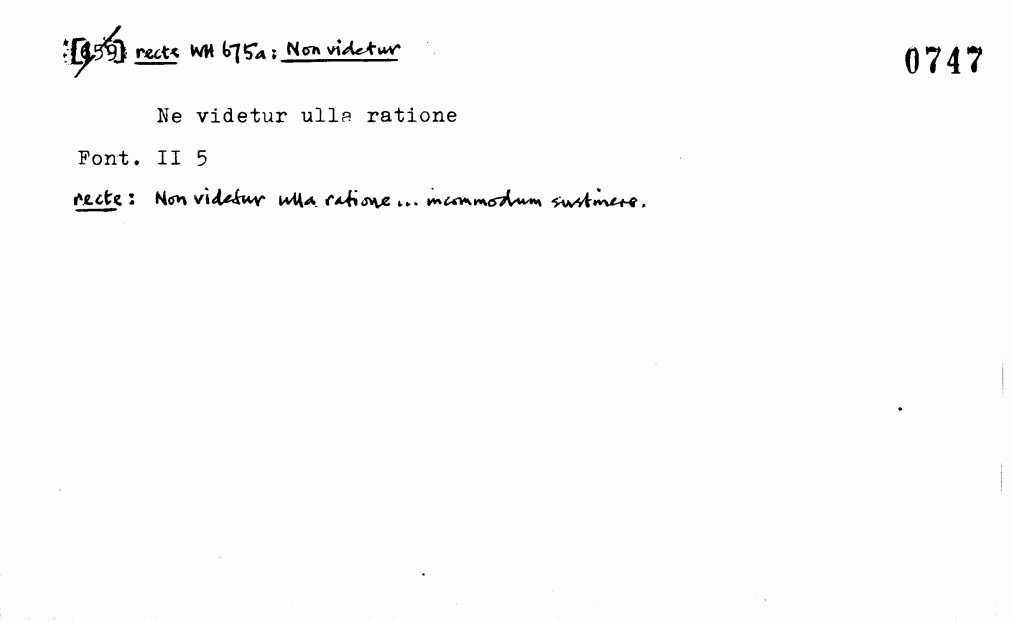 [659] recte WH 675a: Non videtur
0747
Ne videtur ulla ratione
Font. II 5
recte: Non videtur ulla ratione ... incommodum sustinere.